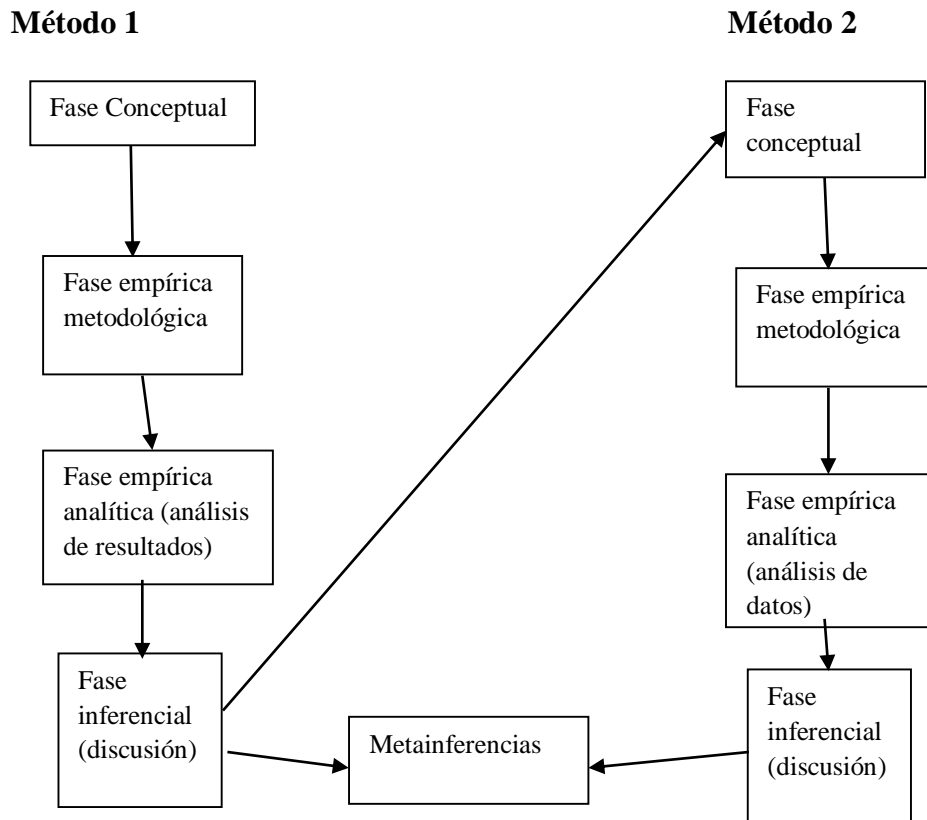 Método 1
Método 2
Fase Conceptual
Fase
conceptual
Fase empírica
metodológica
Fase empírica
metodológica
Fase empírica
analítica (análisis
de resultados)
Fase empírica
analítica
(análisis de
datos)
Fase
inferencial
(discusión)
Metainferencias
Fase
inferencial
(discusión)